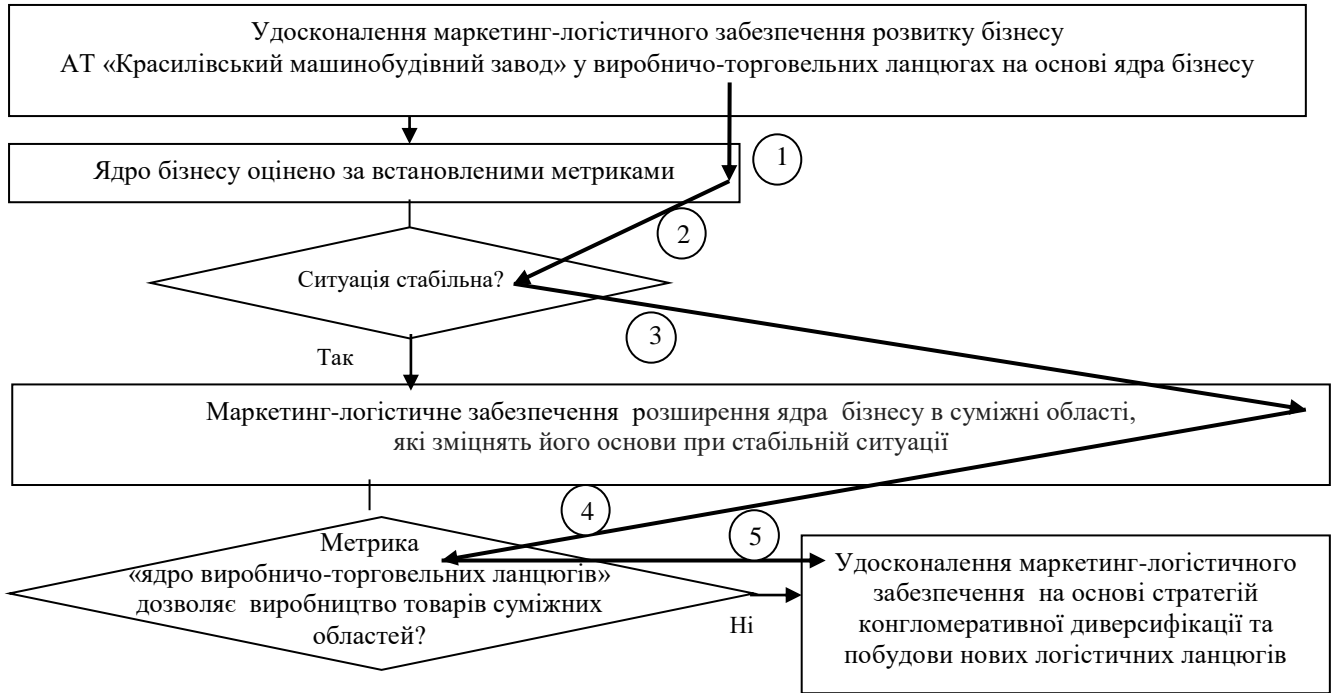 Удосконалення маркетинг-логістичного забезпечення розвитку бізнесу
АТ «Красилівський машинобудівний завод» у виробничо-торговельних ланцюгах на основі ядра бізнесу
1
Ядро бізнесу оцінено за встановленими метриками
2
Ситуація стабільна?
3
Так
Маркетинг-логістичне забезпечення розширення ядра бізнесу в суміжні області,
які зміцнять його основи при стабільній ситуації
4
5
Метрика
«ядро виробничо-торговельних ланцюгів»
дозволяє виробництво товарів суміжних
областей?
Ні
Удосконалення маркетинг-логістичного
забезпечення на основі стратегій
конгломеративної диверсифікації та
побудови нових логістичних ланцюгів